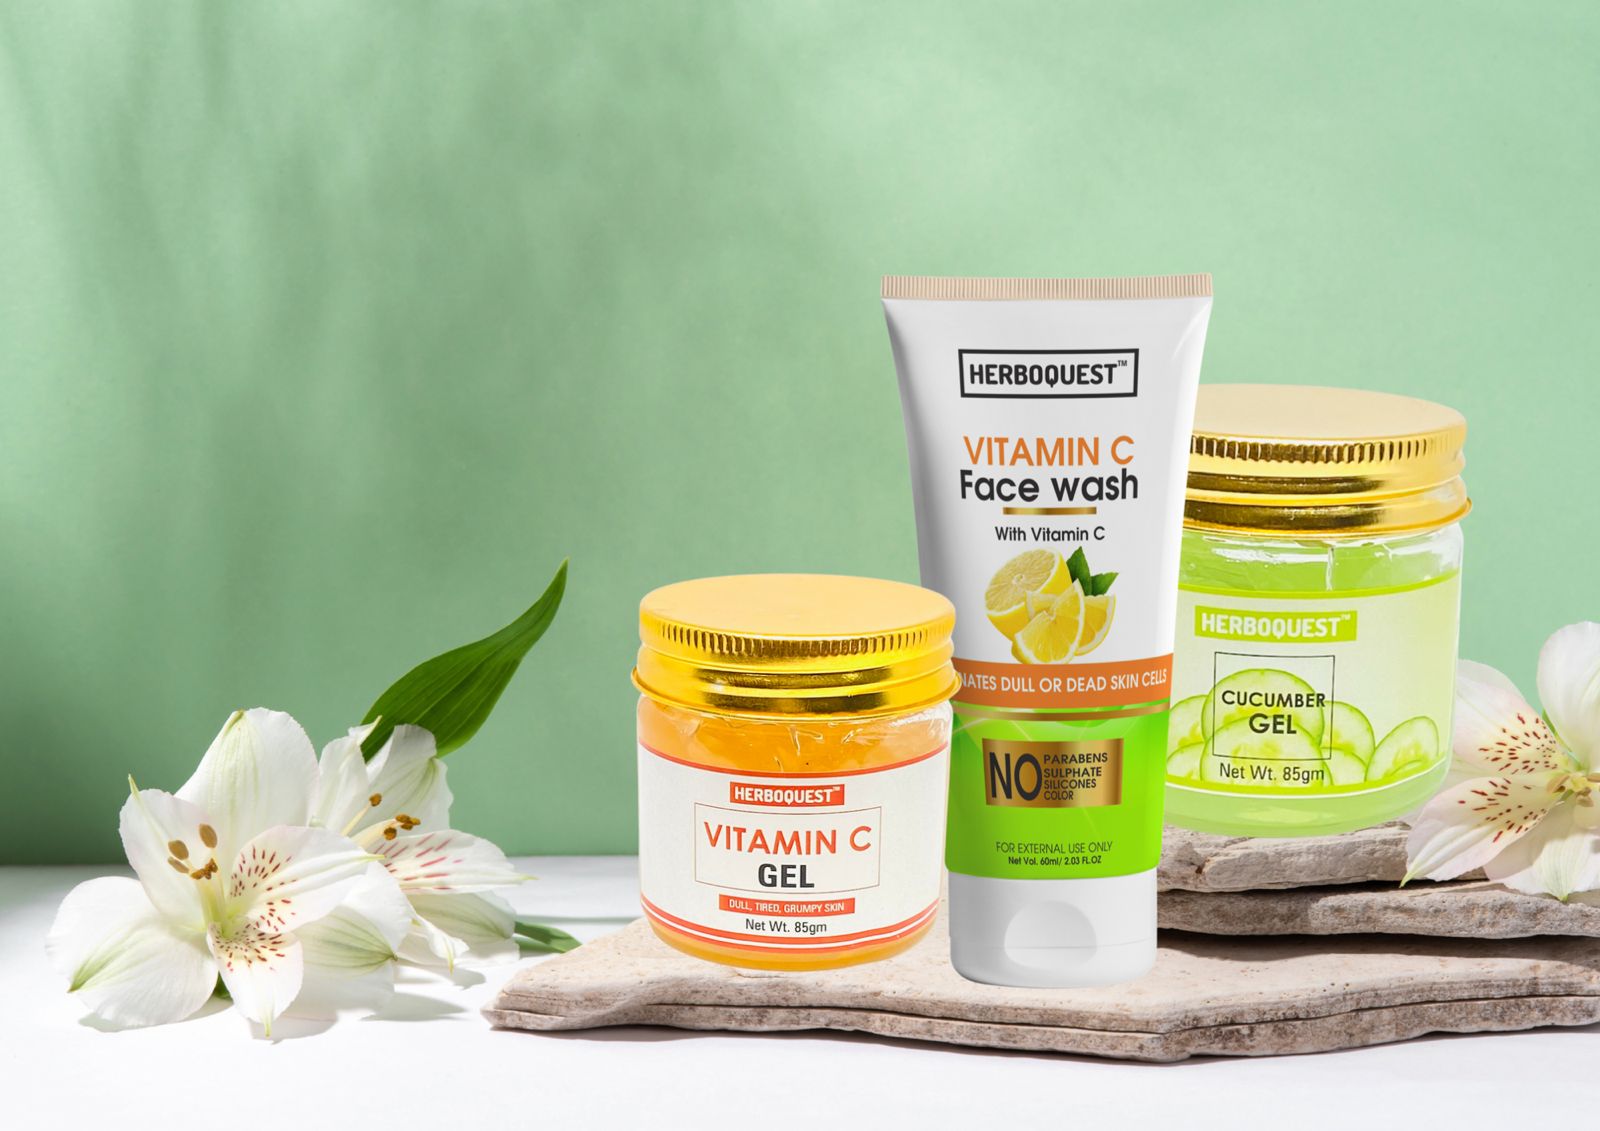 HERBOQUEST™
VITAMIN C
Face wash
With Vitamin C
DULL OR DEAD SKIN CELLS
NO
PARABENS
SULPHATE
SILICONES
COLOR
FOR EXTERNAL USE ONLY
Net Vol. 60ml/ 2.03 FL.OZ
HERBOQUEST™
VITAMIN C
GEL
DULL, TIRED, GRUMPY SKIN
Net Wt. 85gm
HERBOQUEST™
CUCUMBER
GEL
Net Wt. 85gm